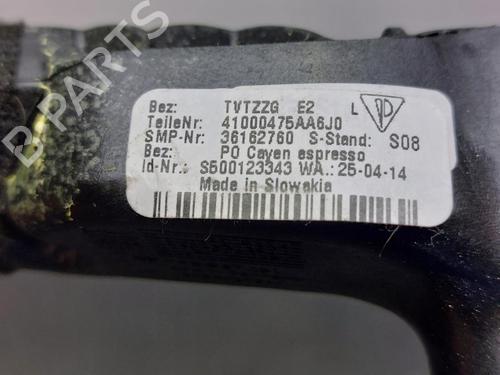 Bez: TVTZZG E2 L
TeileNr: 41000475AA6J0
SMP-Nr: 36162760 S-Stand: S08
Bez: PO Cayen espresso
Id-Nr.: S500123343 WA.: 25-04-14
Made in Slowakia
B-PARTS